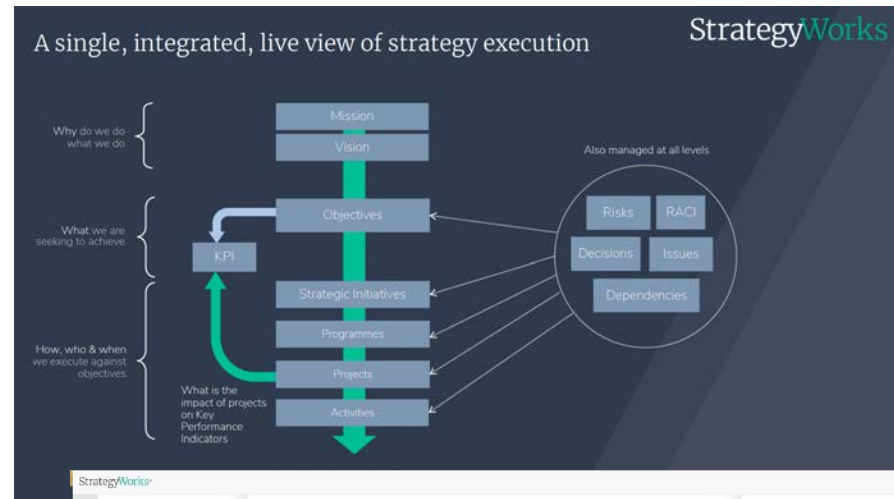 A single, integrated, live view of strategy execution
StrategyWorks
Why do we do
what we do
Mission
Vision
Also managed at all levels
What we are
seeking to achieve
Objectives
KPI
Risks
RACI
Decisions
Issues
Dependencies
How, who & when
we execute against
objectives
Strategic Initiatives
Programmes
Projects
Activities
What is the
impact of projects
on Key
Performance
Indicators
StrategyWorks